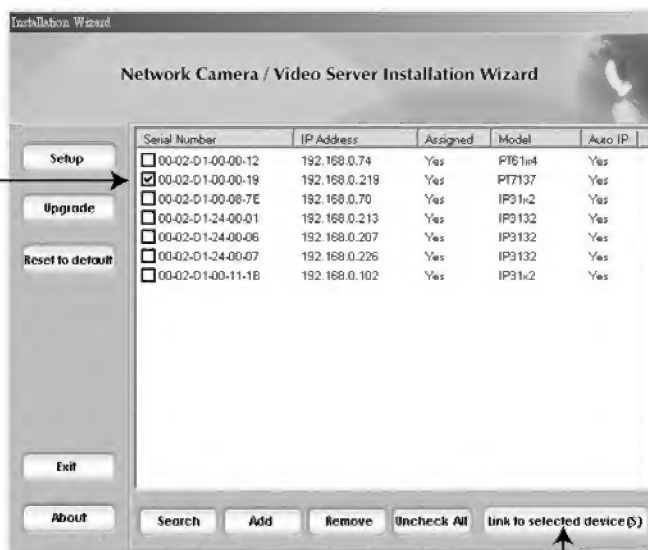 Installation Wizard
Network Camera / Video Server Installation Wizard
Setup
Upgrade
Reset to default
Exit
About
Serial Number IP Address Assigned Model Auto IP
00-02-D1-00-00-12 192.168.0.74 Yes PT61x4 Yes
00-02-D1-00-00-19 192.168.0.219 Yes PT7137 Yes
00-02-D1-00-08-7E 192.168.0.70 Yes IP31x2 Yes
00-02-D1-24-00-01 192.168.0.213 Yes IP3132 Yes
00-02-D1-24-00-06 192.168.0.207 Yes IP3132 Yes
00-02-D1-24-00-07 192.168.0.226 Yes IP3132 Yes
00-02-D1-00-11-1B 192.168.0.102 Yes IP31x2 Yes
Search Add Remove Uncheck All Link to selected device(S)